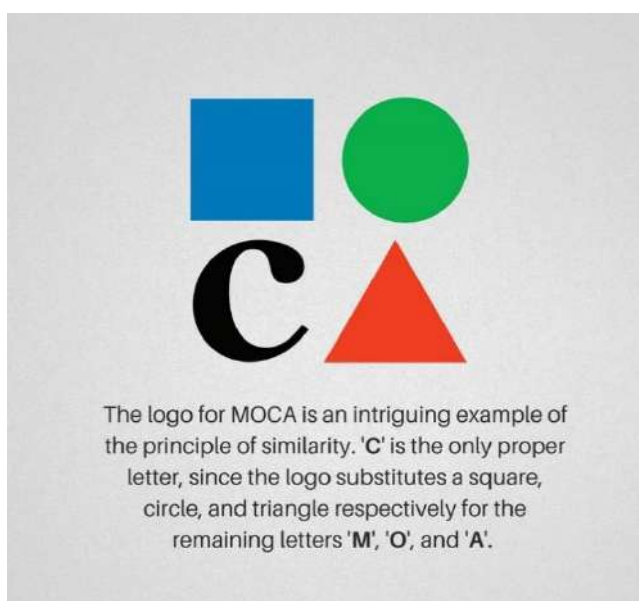 C
The logo for MOCA is an intriguing example of
the principle of similarity. 'C' is the only proper
letter, since the logo substitutes a square,
circle, and triangle respectively for the
remaining letters 'M', 'O', and 'A'.